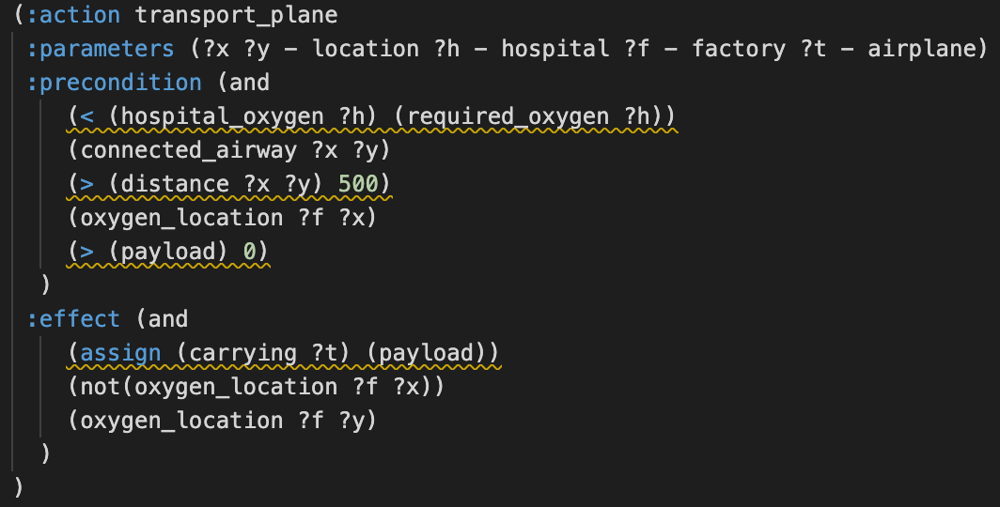 (:action transport_plane
:parameters (?x ?y – location ?h – hospital ?f – factory ?t – airplane)
:precondition (and
(< (hospital_oxygen ?h) (required_oxygen ?h))
(connected_airway ?x ?y)
(> (distance ?x ?y) 500)
(oxygen_location ?f ?x)
(> (payload) 0)
)
:effect (and
(assign (carrying ?t) (payload))
(not(oxygen_location ?f ?x))
(oxygen_location ?f ?y)
)
)